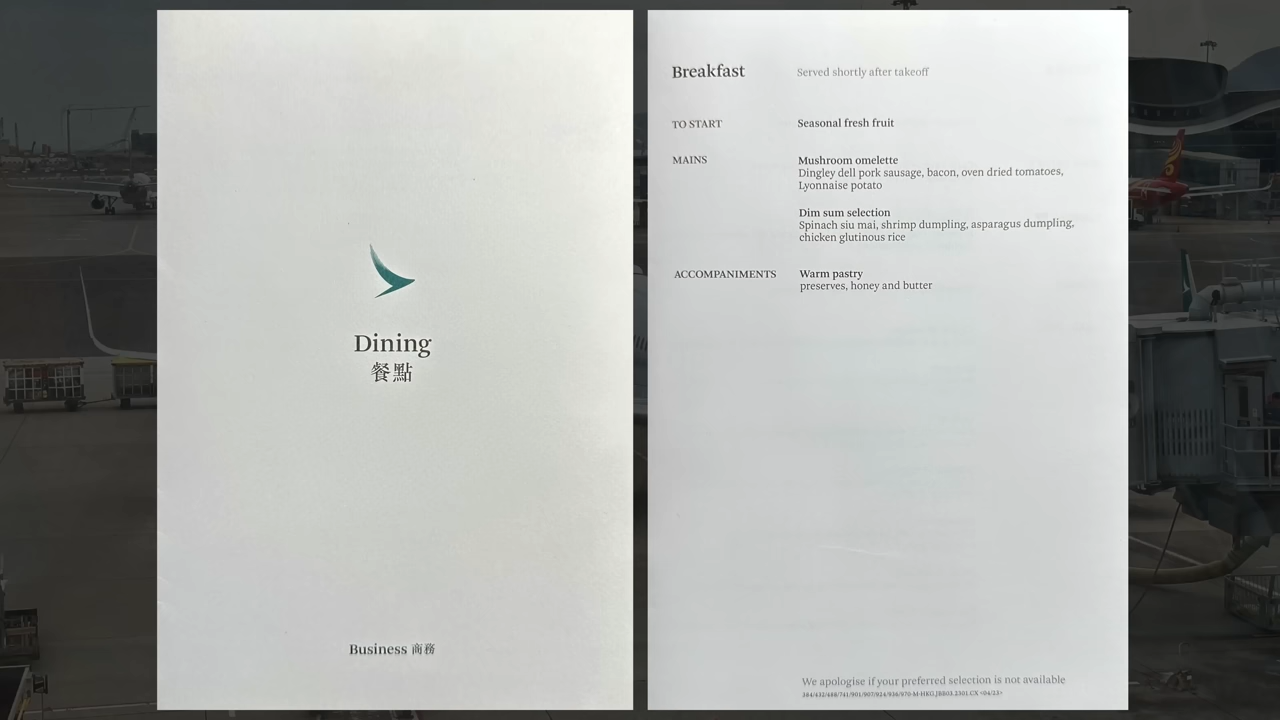 Dining
餐點
Business 商務
Breakfast
Served shortly after takeoff
TO START
Seasonal fresh fruit
MAINS
Mushroom omelette
Dingley dell pork sausage, bacon, oven dried tomatoes,
Lyonnaise potato
Dim sum selection
Spinach siu mai, shrimp dumpling, asparagus dumpling,
chicken glutinous rice
ACCOMPANIMENTS
Warm pastry
preserves, honey and butter
We apologise if your preferred selection is not available